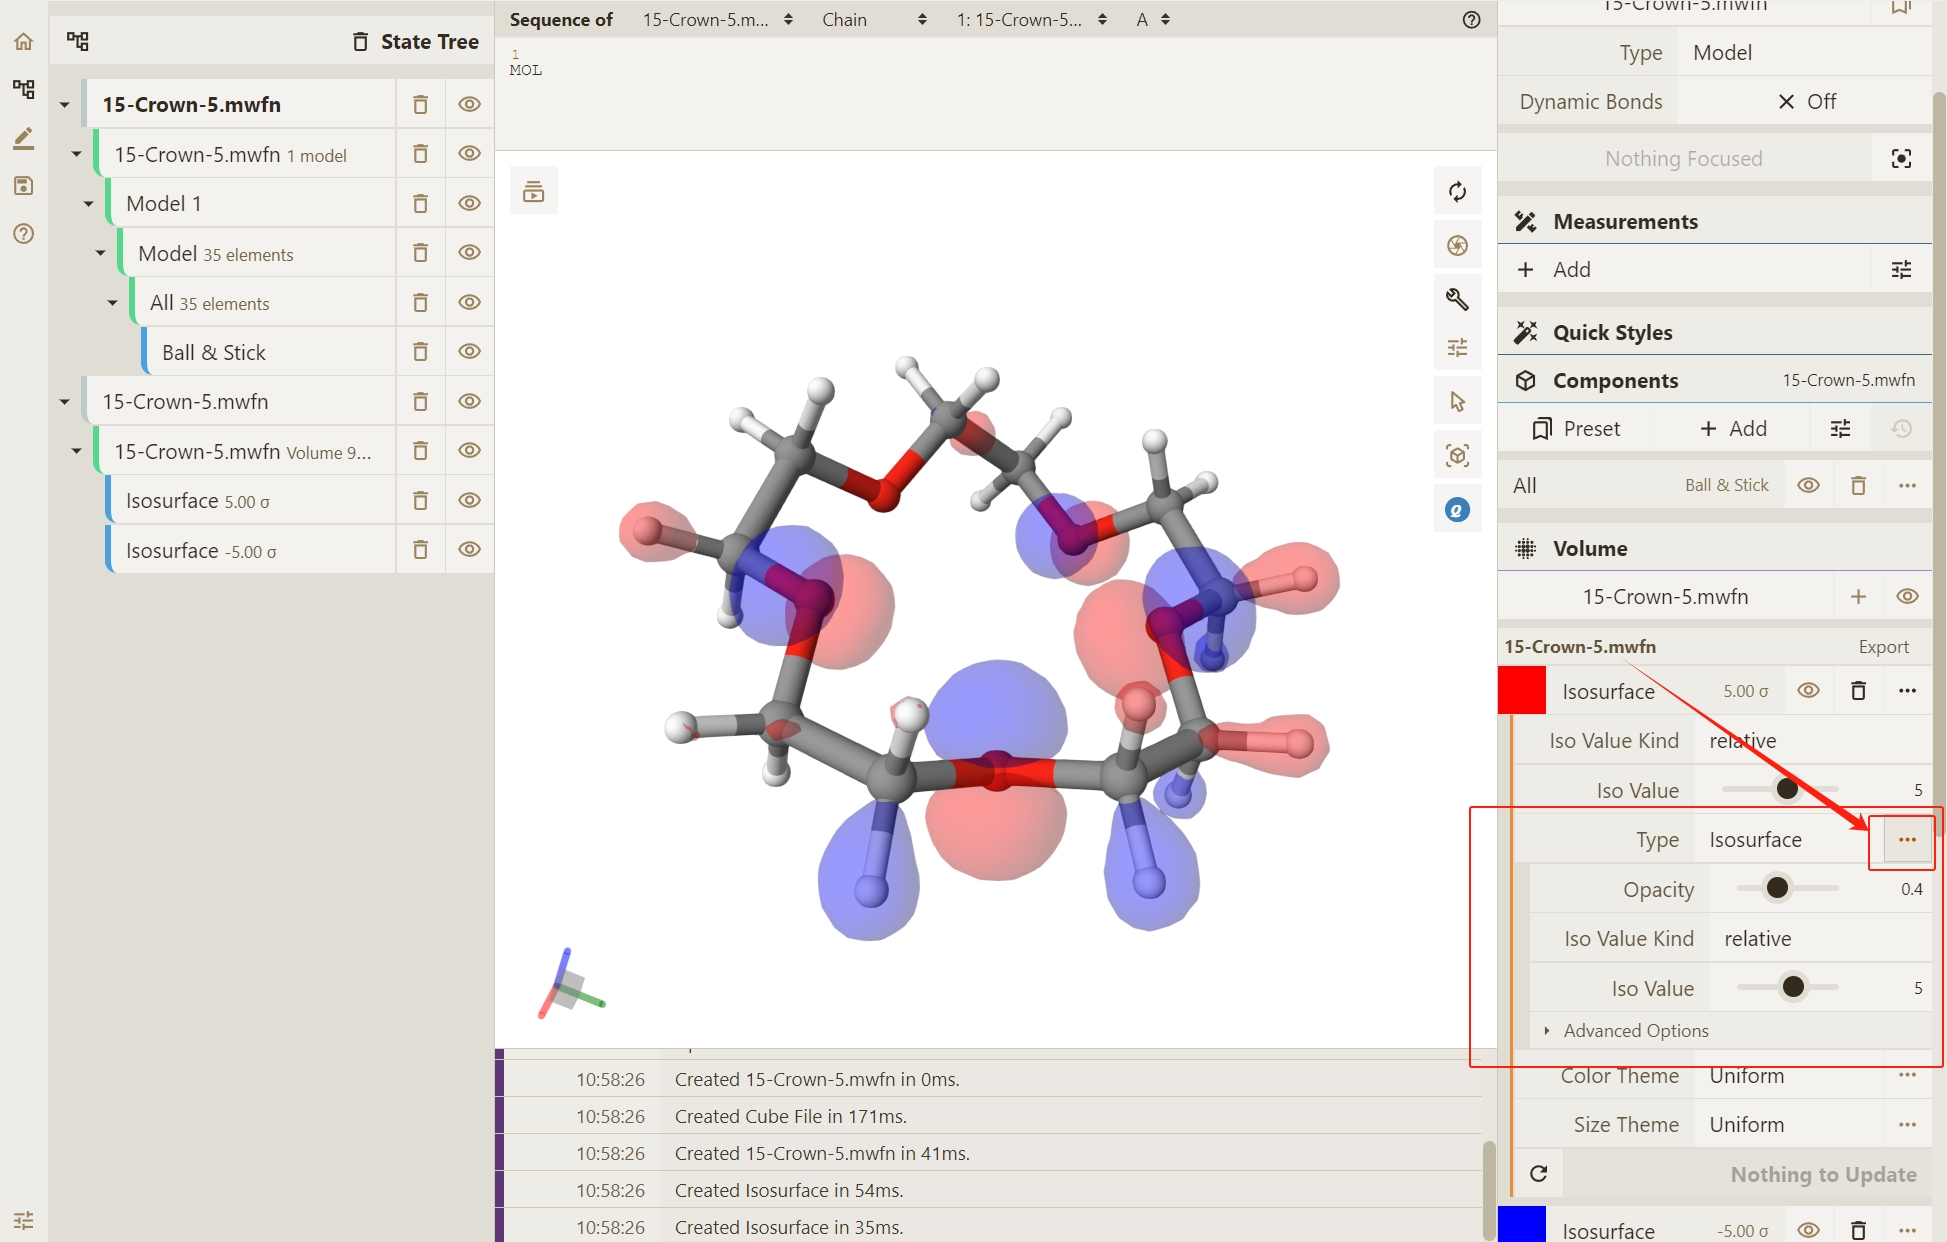 State Tree
15-Crown-5.mwfn
15-Crown-5.mwfn 1 model
Model 1
Model 35 elements
All 35 elements
Ball & Stick
15-Crown-5.mwfn
15-Crown-5.mwfn Volume 9...
Isosurface 5.00 σ
Isosurface -5.00 σ
Sequence of 15-Crown-5.m... Chain 1: 15-Crown-5... A
1
MOL
10:58:26 Created 15-Crown-5.mwfn in 0ms.
10:58:26 Created Cube File in 171ms.
10:58:26 Created 15-Crown-5.mwfn in 41ms.
10:58:26 Created Isosurface in 54ms.
10:58:26 Created Isosurface in 35ms.
15-Crown-5.mwfn
Type Model
Dynamic Bonds Off
Nothing Focused
Measurements
Add
Quick Styles
Components 15-Crown-5.mwfn
Preset Add
All Ball & Stick
Volume
15-Crown-5.mwfn
15-Crown-5.mwfn Export
Isosurface 5.00 σ
Iso Value Kind relative
Iso Value 5
Type Isosurface
Opacity 0.4
Iso Value Kind relative
Iso Value 5
Advanced Options
Color Theme Uniform
Size Theme Uniform
Nothing to Update
Isosurface -5.00 σ